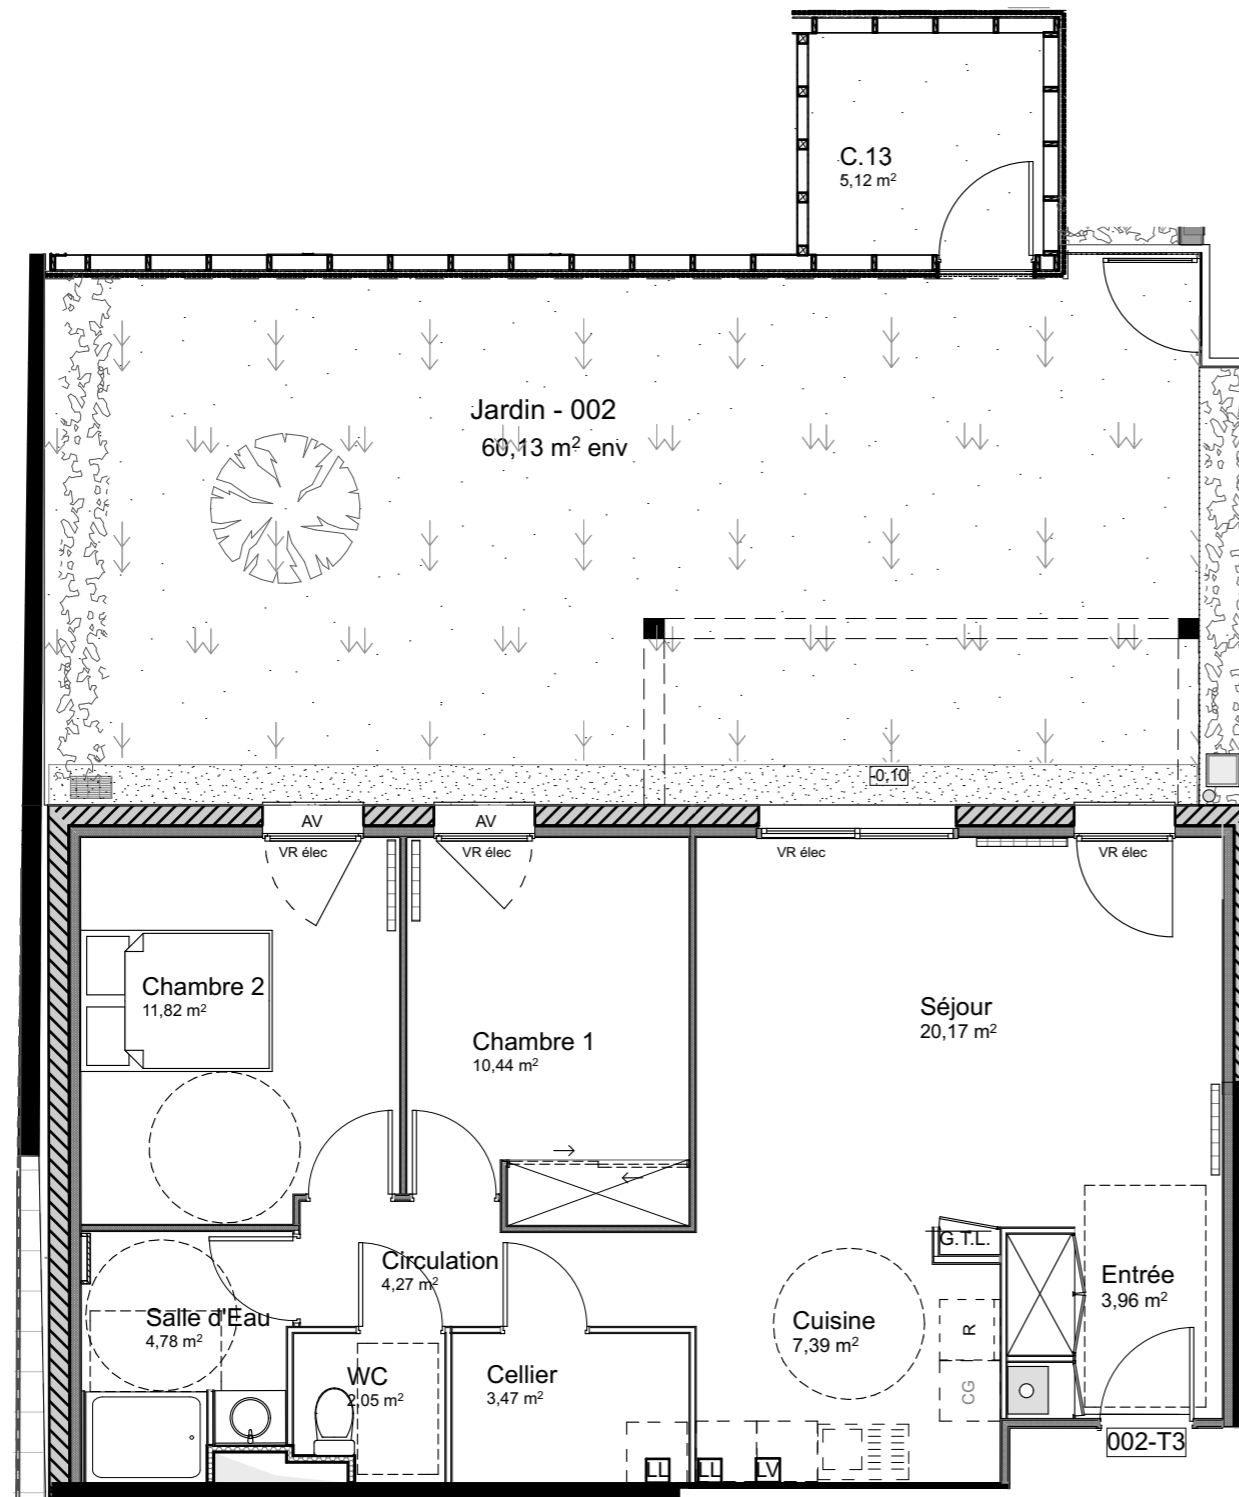 C.13
5,12 m²
Jardin - 002
60,13 m² env
-0,10
AV
AV
VR élec
VR élec
VR élec
VR élec
Chambre 2
11,82 m²
Chambre 1
10,44 m²
Séjour
20,17 m²
G.T.L.
Circulation
4,27 m²
Entrée
3,96 m²
Salle d'Eau
4,78 m²
Cuisine
7,39 m²
R
WC
2,05 m²
Cellier
3,47 m²
CG
002-T3
LL
LL
LV